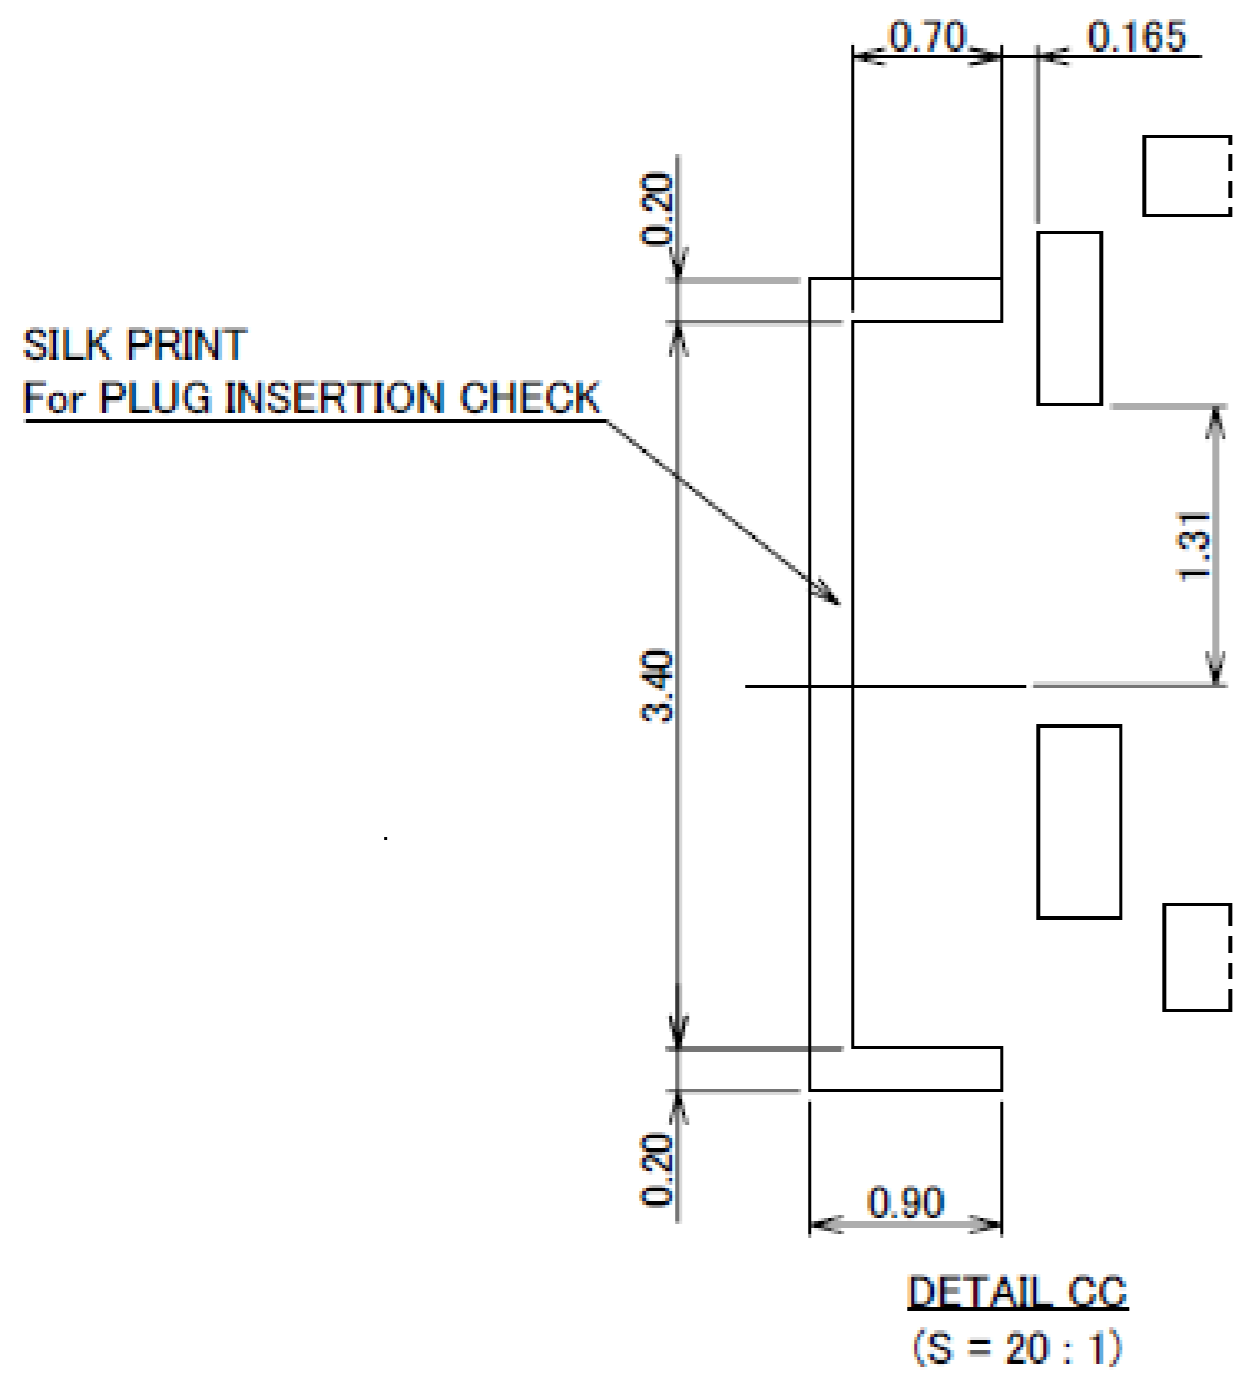 0.70
0.165
0.20
SILK PRINT
For PLUG INSERTION CHECK
1.31
3.40
0.20
0.90
DETAIL CC
(S = 20 : 1)